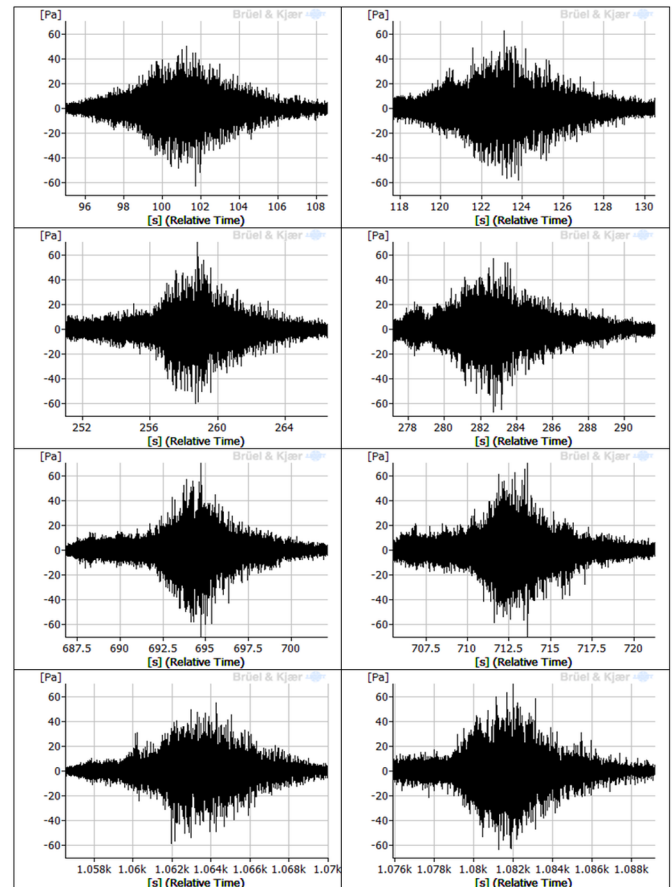 [Pa] Brüel & Kjær
60
40
20
0
-20
-40
-60
96 98 100 102 104 106 108
[s] (Relative Time)
[Pa] Brüel & Kjær
60
40
20
0
-20
-40
-60
118 120 122 124 126 128 130
[s] (Relative Time)
[Pa] Brüel & Kjær
60
40
20
0
-20
-40
-60
252 256 260 264
[s] (Relative Time)
[Pa] Brüel & Kjær
60
40
20
0
-20
-40
-60
278 280 282 284 286 288 290
[s] (Relative Time)
[Pa] Brüel & Kjær
60
40
20
0
-20
-40
-60
687.5 690 692.5 695 697.5 700
[s] (Relative Time)
[Pa] Brüel & Kjær
60
40
20
0
-20
-40
-60
707.5 710 712.5 715 717.5 720
[s] (Relative Time)
[Pa] Brüel & Kjær
60
40
20
0
-20
-40
-60
1.058k 1.06k 1.062k 1.064k 1.066k 1.068k 1.07k
[s] (Relative Time)
[Pa] Brüel & Kjær
60
40
20
0
-20
-40
-60
1.076k 1.078k 1.08k 1.082k 1.084k 1.086k 1.088k
[s] (Relative Time)